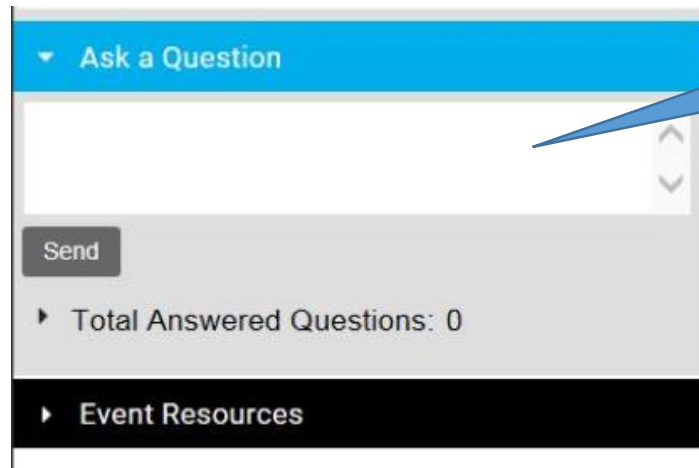 Ask a Question
Send
Total Answered Questions: 0
Event Resources